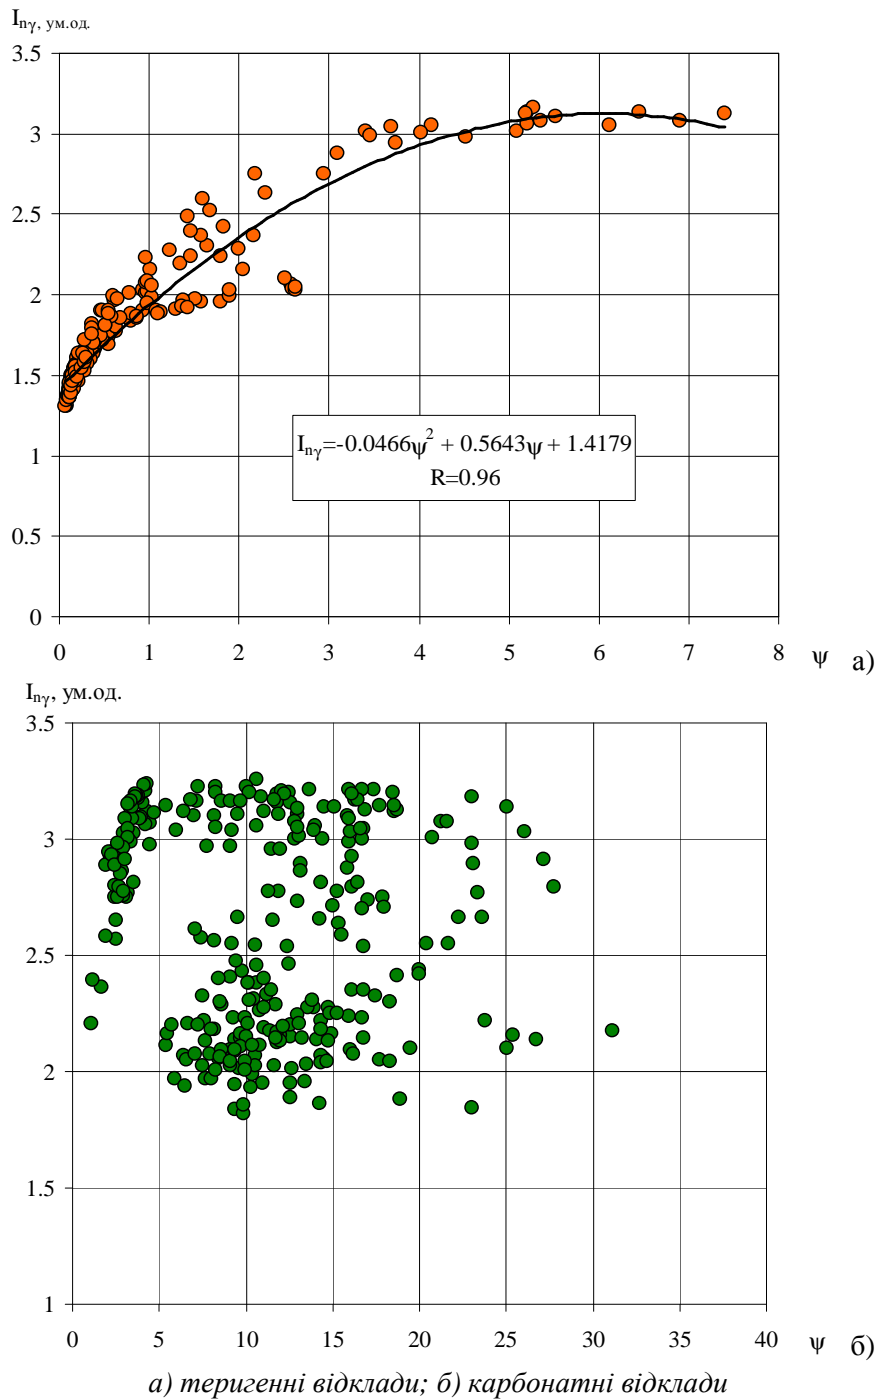 Inγ, ум.од.
3.5
3
2.5
2
1.5
1
0.5
0
Inγ=-0.0466ψ² + 0.5643ψ + 1.4179
R=0.96
0 1 2 3 4 5 6 7 8 ψ а)
Inγ, ум.од.
3.5
3
2.5
2
1.5
1
0 5 10 15 20 25 30 35 40 ψ б)
а) теригенні відклади; б) карбонатні відклади